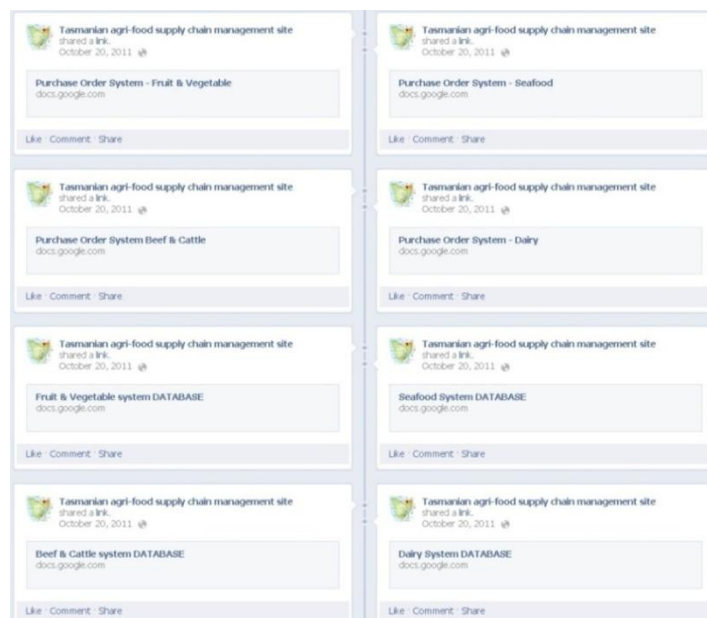 Tasmanian agri-food supply chain management site
shared a link.
October 20, 2011
Purchase Order System - Fruit & Vegetable
docs.google.com
Like · Comment · Share
Tasmanian agri-food supply chain management site
shared a link.
October 20, 2011
Purchase Order System - Seafood
docs.google.com
Like · Comment · Share
Tasmanian agri-food supply chain management site
shared a link.
October 20, 2011
Purchase Order System Beef & Cattle
docs.google.com
Like · Comment · Share
Tasmanian agri-food supply chain management site
shared a link.
October 20, 2011
Purchase Order System - Dairy
docs.google.com
Like · Comment · Share
Tasmanian agri-food supply chain management site
shared a link.
October 20, 2011
Fruit & Vegetable system DATABASE
docs.google.com
Like · Comment · Share
Tasmanian agri-food supply chain management site
shared a link.
October 20, 2011
Seafood System DATABASE
docs.google.com
Like · Comment · Share
Tasmanian agri-food supply chain management site
shared a link.
October 20, 2011
Beef & Cattle system DATABASE
docs.google.com
Like · Comment · Share
Tasmanian agri-food supply chain management site
shared a link.
October 20, 2011
Dairy System DATABASE
docs.google.com
Like · Comment · Share